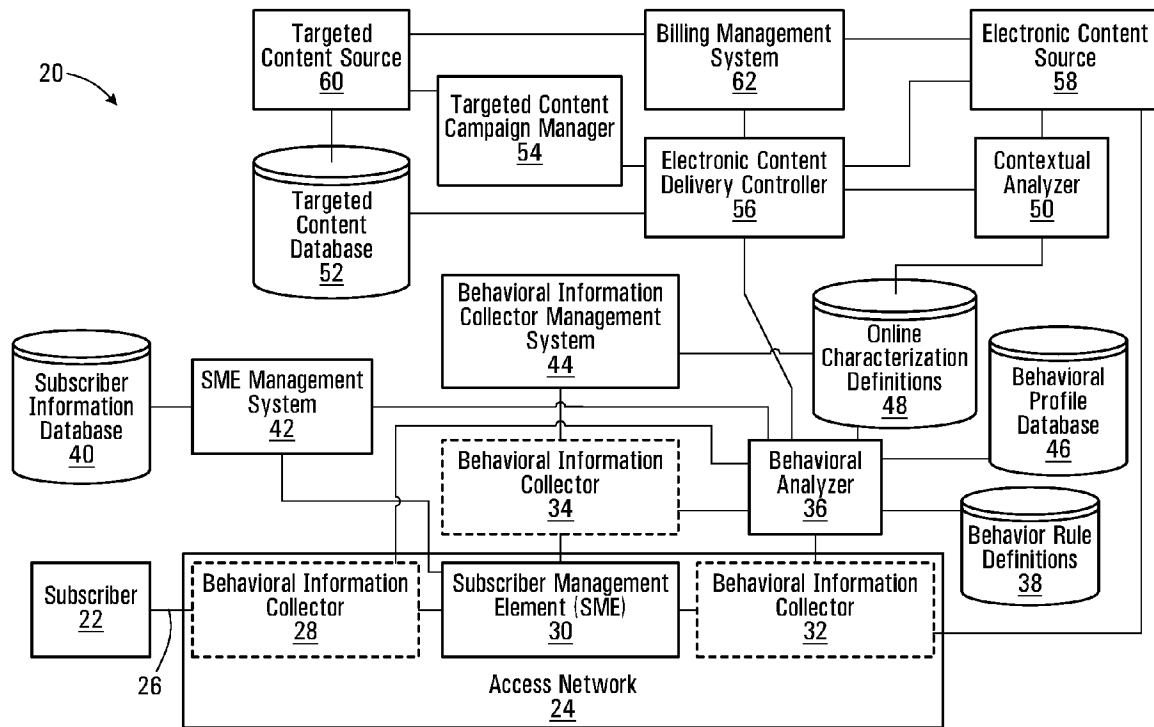 20
Targeted
Content Source
60
Billing Management
System
62
Electronic Content
Source
58
Targeted Content
Campaign Manager
54
Targeted
Content
Database
52
Electronic Content
Delivery Controller
56
Contextual
Analyzer
50
Behavioral Information
Collector Management
System
44
Online
Characterization
Definitions
48
Behavioral
Profile
Database
46
Subscriber
Information
Database
40
SME Management
System
42
Behavioral Information
Collector
34
Behavioral
Analyzer
36
Behavior Rule
Definitions
38
Subscriber
22
26
Behavioral Information
Collector
28
Subscriber Management
Element (SME)
30
Behavioral Information
Collector
32
Access Network
24